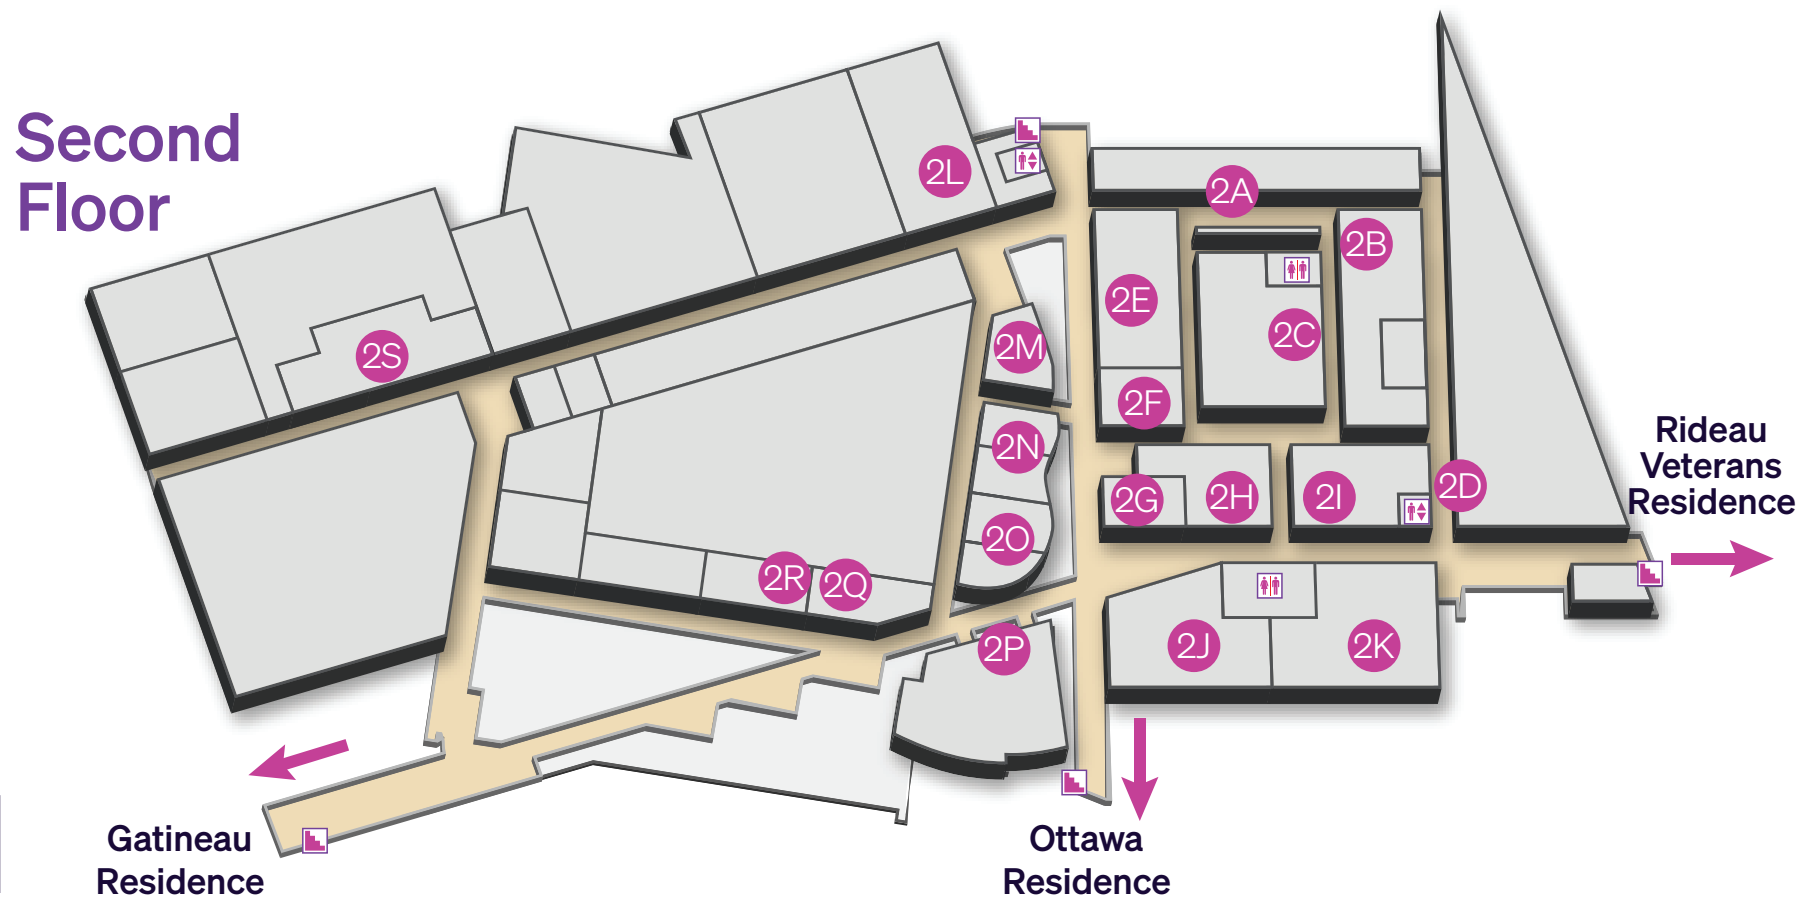 Second
Floor
2L
2A
2B
2E
2C
2M
2S
2F
2N
2G
2H
2I
2D
2O
2R
2Q
2P
2J
2K
Rideau
Veterans
Residence
Gatineau
Residence
Ottawa
Residence